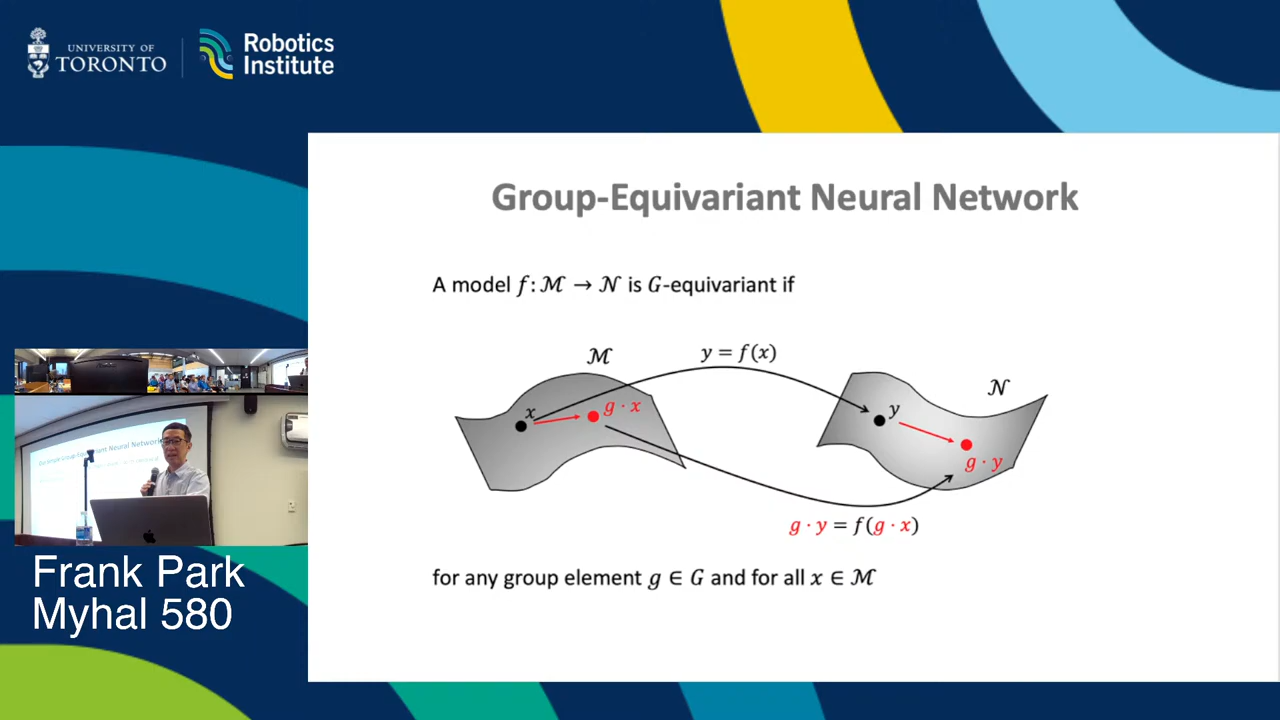 UNIVERSITY OF
TORONTO
Robotics
Institute
Group-Equivariant Neural Network
A model 𝑓: ℳ → 𝒩 is 𝐺-equivariant if
ℳ
𝑦 = 𝑓(𝑥)
𝒩
𝑥
𝑔 · 𝑥
𝑦
𝑔 · 𝑦
𝑔 · 𝑦 = 𝑓(𝑔 · 𝑥)
for any group element 𝑔 ∈ 𝐺 and for all 𝑥 ∈ ℳ
Frank Park
Myhal 580